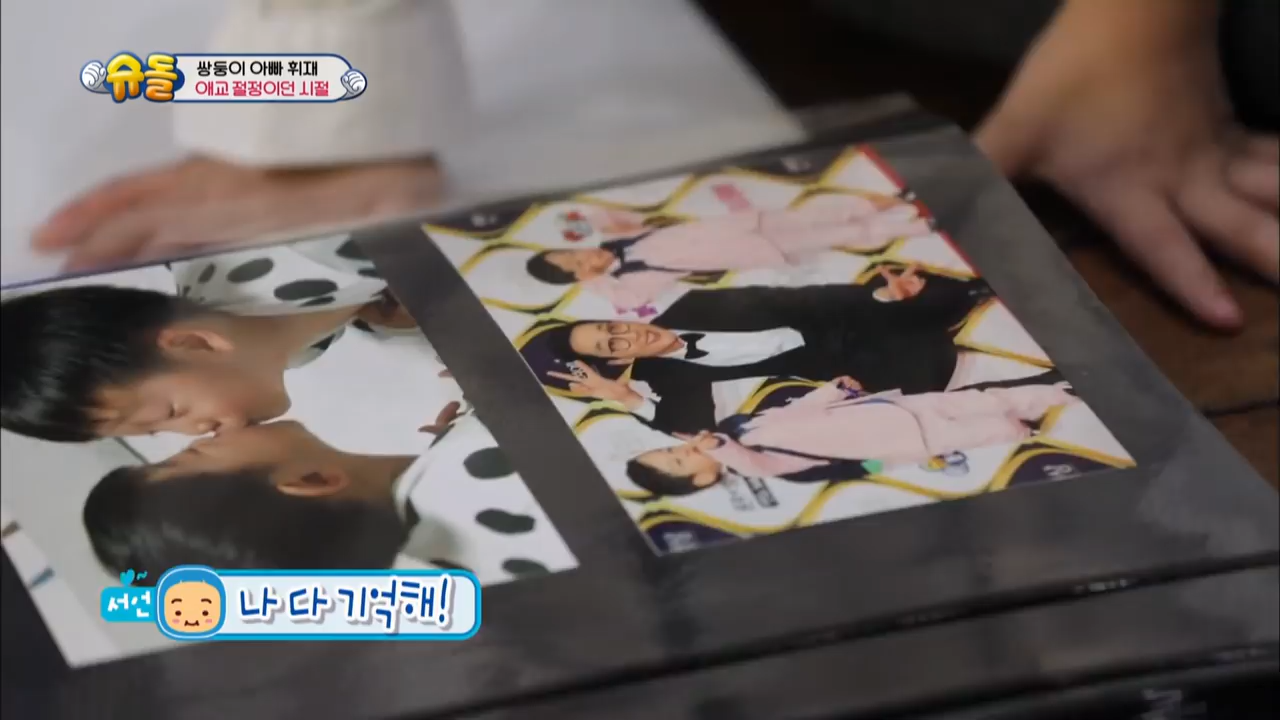 슈돌
쌍둥이 아빠 휘재
애교 절정이던 시절
서언
나 다 기억해!